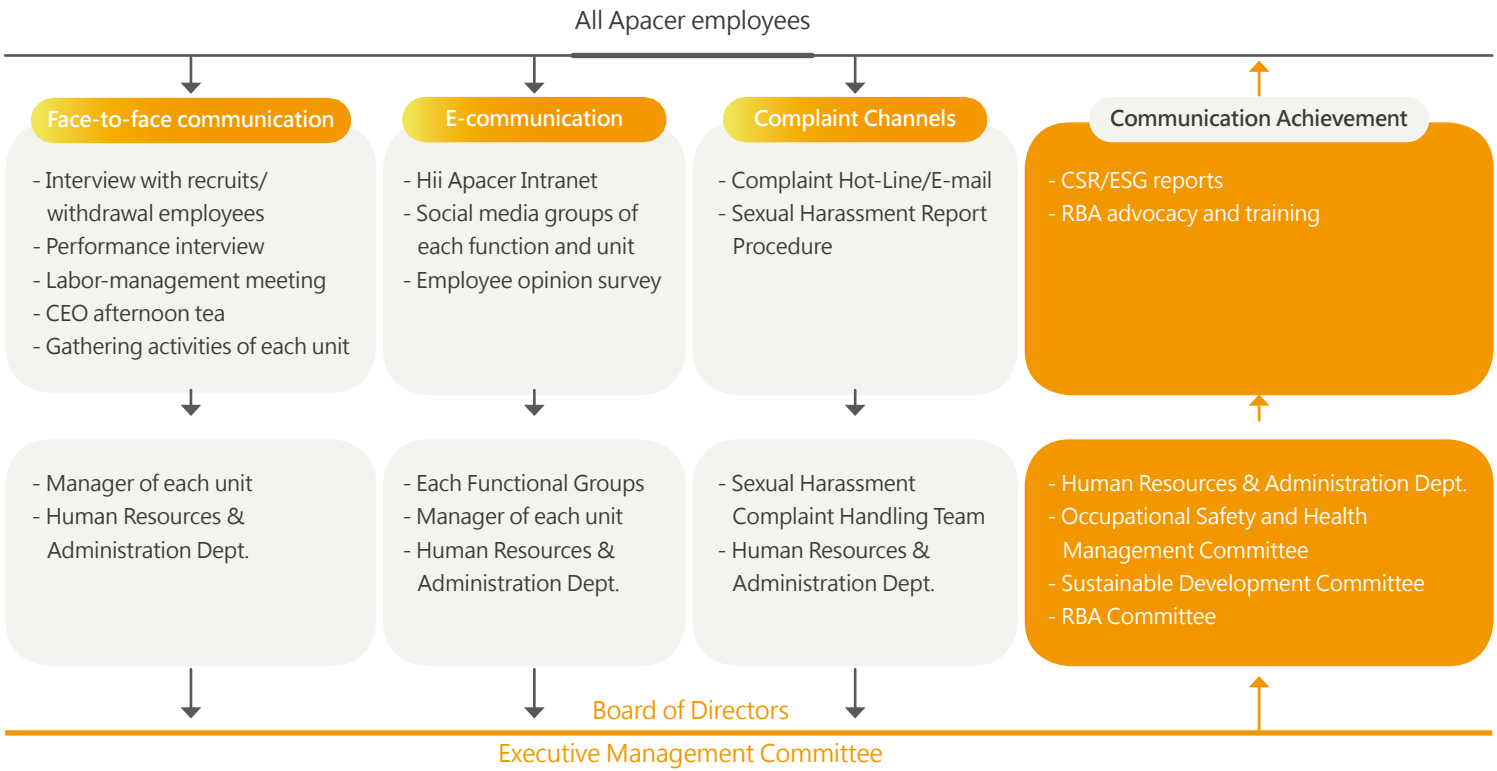 All Apacer employees
Face-to-face communication
- Interview with recruits/
withdrawal employees
- Performance interview
- Labor-management meeting
- CEO afternoon tea
- Gathering activities of each unit
- Manager of each unit
- Human Resources &
Administration Dept.
E-communication
- Hii Apacer Intranet
- Social media groups of
each function and unit
- Employee opinion survey
- Each Functional Groups
- Manager of each unit
- Human Resources &
Administration Dept.
Complaint Channels
- Complaint Hot-Line/E-mail
- Sexual Harassment Report
Procedure
- Sexual Harassment
Complaint Handling Team
- Human Resources &
Administration Dept.
Communication Achievement
- CSR/ESG reports
- RBA advocacy and training
- Human Resources & Administration Dept.
- Occupational Safety and Health
Management Committee
- Sustainable Development Committee
- RBA Committee
Board of Directors
Executive Management Committee